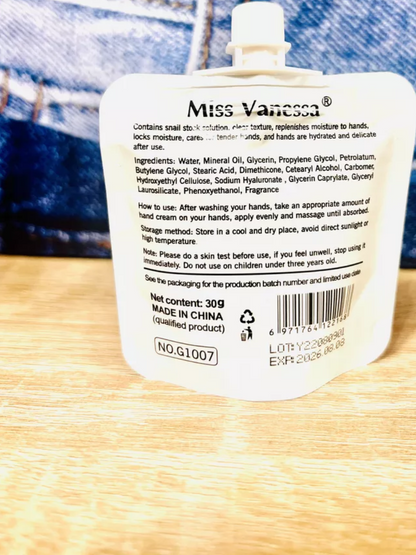 Miss Vanessa®
Contains snail stock solution, clear texture, replenishes moisture to hands,
locks moisture, hands, and hands are hydrated and delicate
after use.
Ingredients: Water, Mineral Oil, Glycerin, Propylene Glycol, Petrolatum,
Butylene Glycol, Stearic Acid, Dimethicone, Cetearyl Alcohol, Carbomer,
Hydroxyethyl Cellulose, Sodium Hyaluronate , Glycerin Caprylate, Glyceryl
Laurosilicate, Phenoxyethanol, Fragrance
How to use: After washing your hands, take an appropriate amount of
hand cream on your hands, apply evenly and massage until absorbed.
Storage method: Store in a cool and dry place, avoid direct sunlight or
high temperature
Note: Please do a skin test before use, if you feel unwell, stop using it
immediately. Do not use on children under three years old.
See the packaging for the production batch number and limited use date
Net content: 30g
MADE IN CHINA
(qualified product)
NO.G1007
6 971764
LOT:Y22080901
EXP:2026.08.08